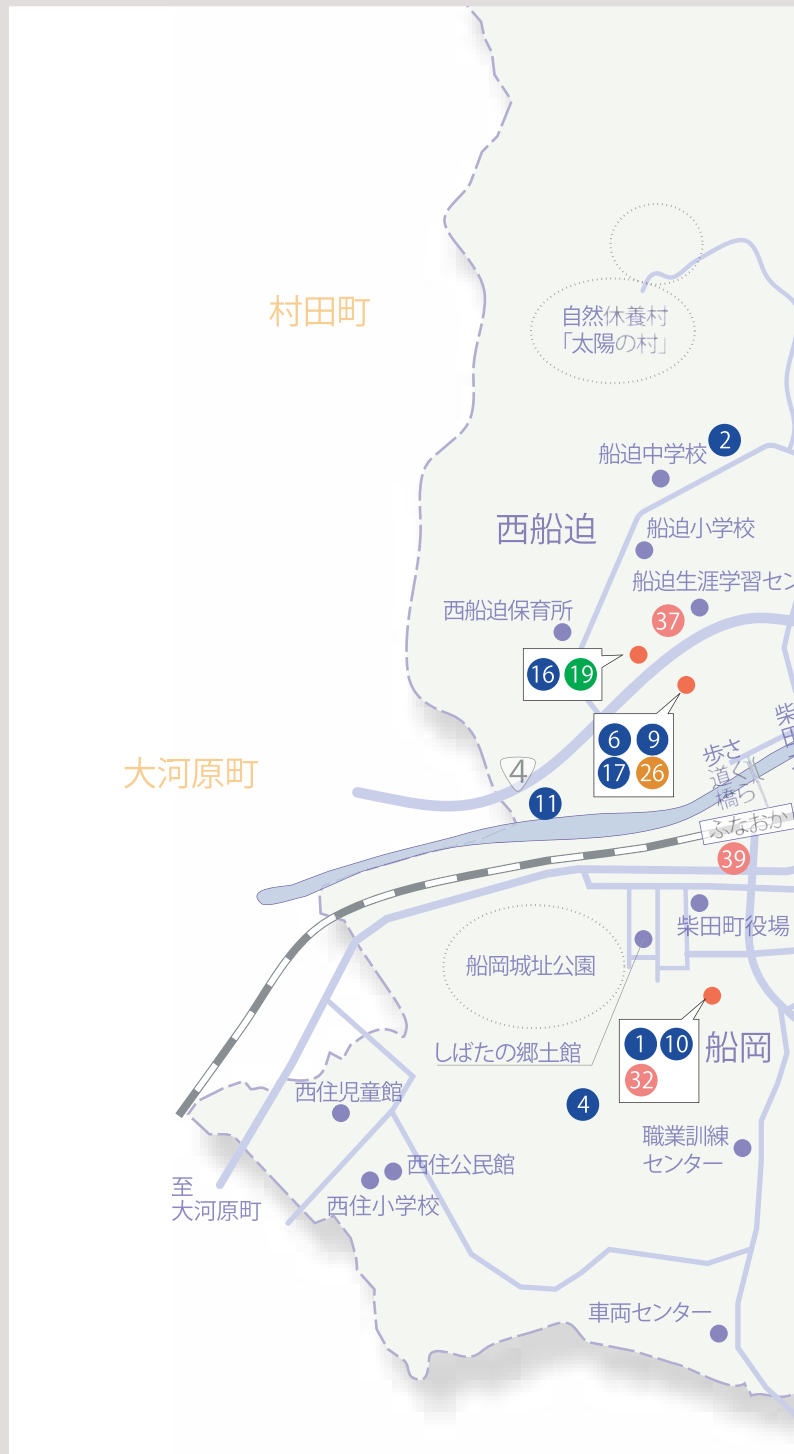 村田町
自然休養村
「太陽の村」
船迫中学校
2
西船迫
船迫小学校
船迫生涯学習セン
西船迫保育所
37
16 19
6 9
17 26
大河原町
4
11
さくら
歩道橋
柴田
ふなおか
39
柴田町役場
船岡城址公園
しばたの郷土館
1 10
32
船岡
4
西住児童館
職業訓練
センター
西住公民館
至
大河原町
西住小学校
車両センター